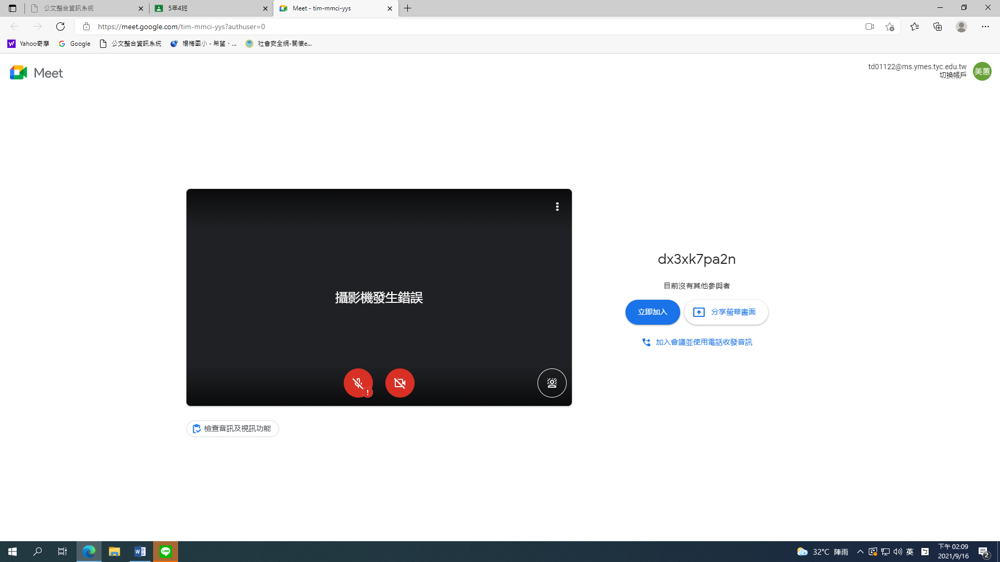 公文整合資訊系統
5年4班
Meet - tim-mmci-yys
https://meet.google.com/tim-mmci-yys?authuser=0
Yahoo奇摩
Google
公文整合資訊系統
楊梅國小 - 希望、...
社會安全網-關懷e...
Meet
td01122@ms.ymes.tyc.edu.tw
切換帳戶
美蕙
攝影機發生錯誤
dx3xk7pa2n
目前沒有其他參與者
立即加入
分享螢幕畫面
加入會議並使用電話收發音訊
檢查音訊及視訊功能
32°C 陣雨
英
下午 02:09
2021/9/16
2